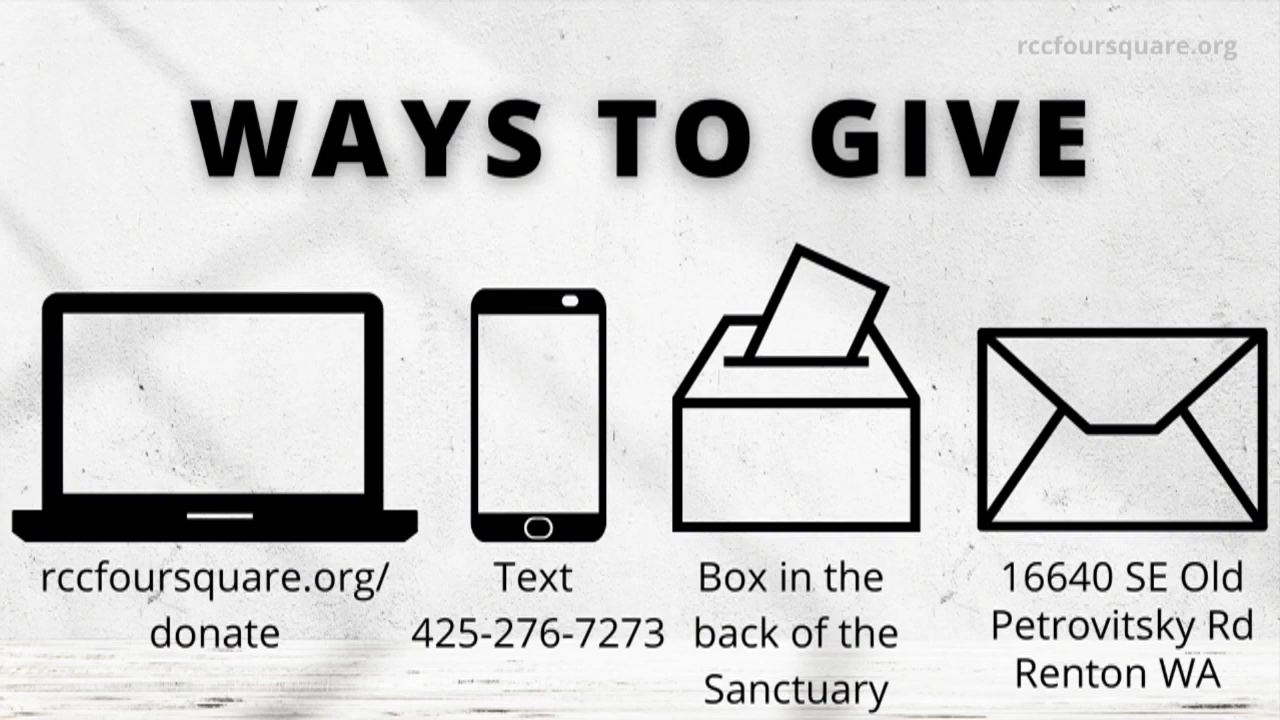 rccfoursquare.org
WAYS TO GIVE
rccfoursquare.org/
donate
Text
425-276-7273
Box in the
back of the
Sanctuary
16640 SE Old
Petrovitsky Rd
Renton WA